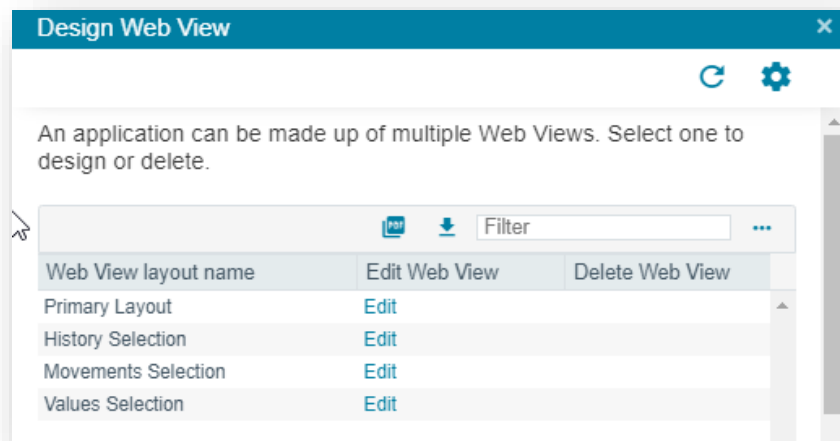 Design Web View
An application can be made up of multiple Web Views. Select one to
design or delete.
PDF
Filter
Web View layout name Edit Web View Delete Web View
Primary Layout Edit
History Selection Edit
Movements Selection Edit
Values Selection Edit